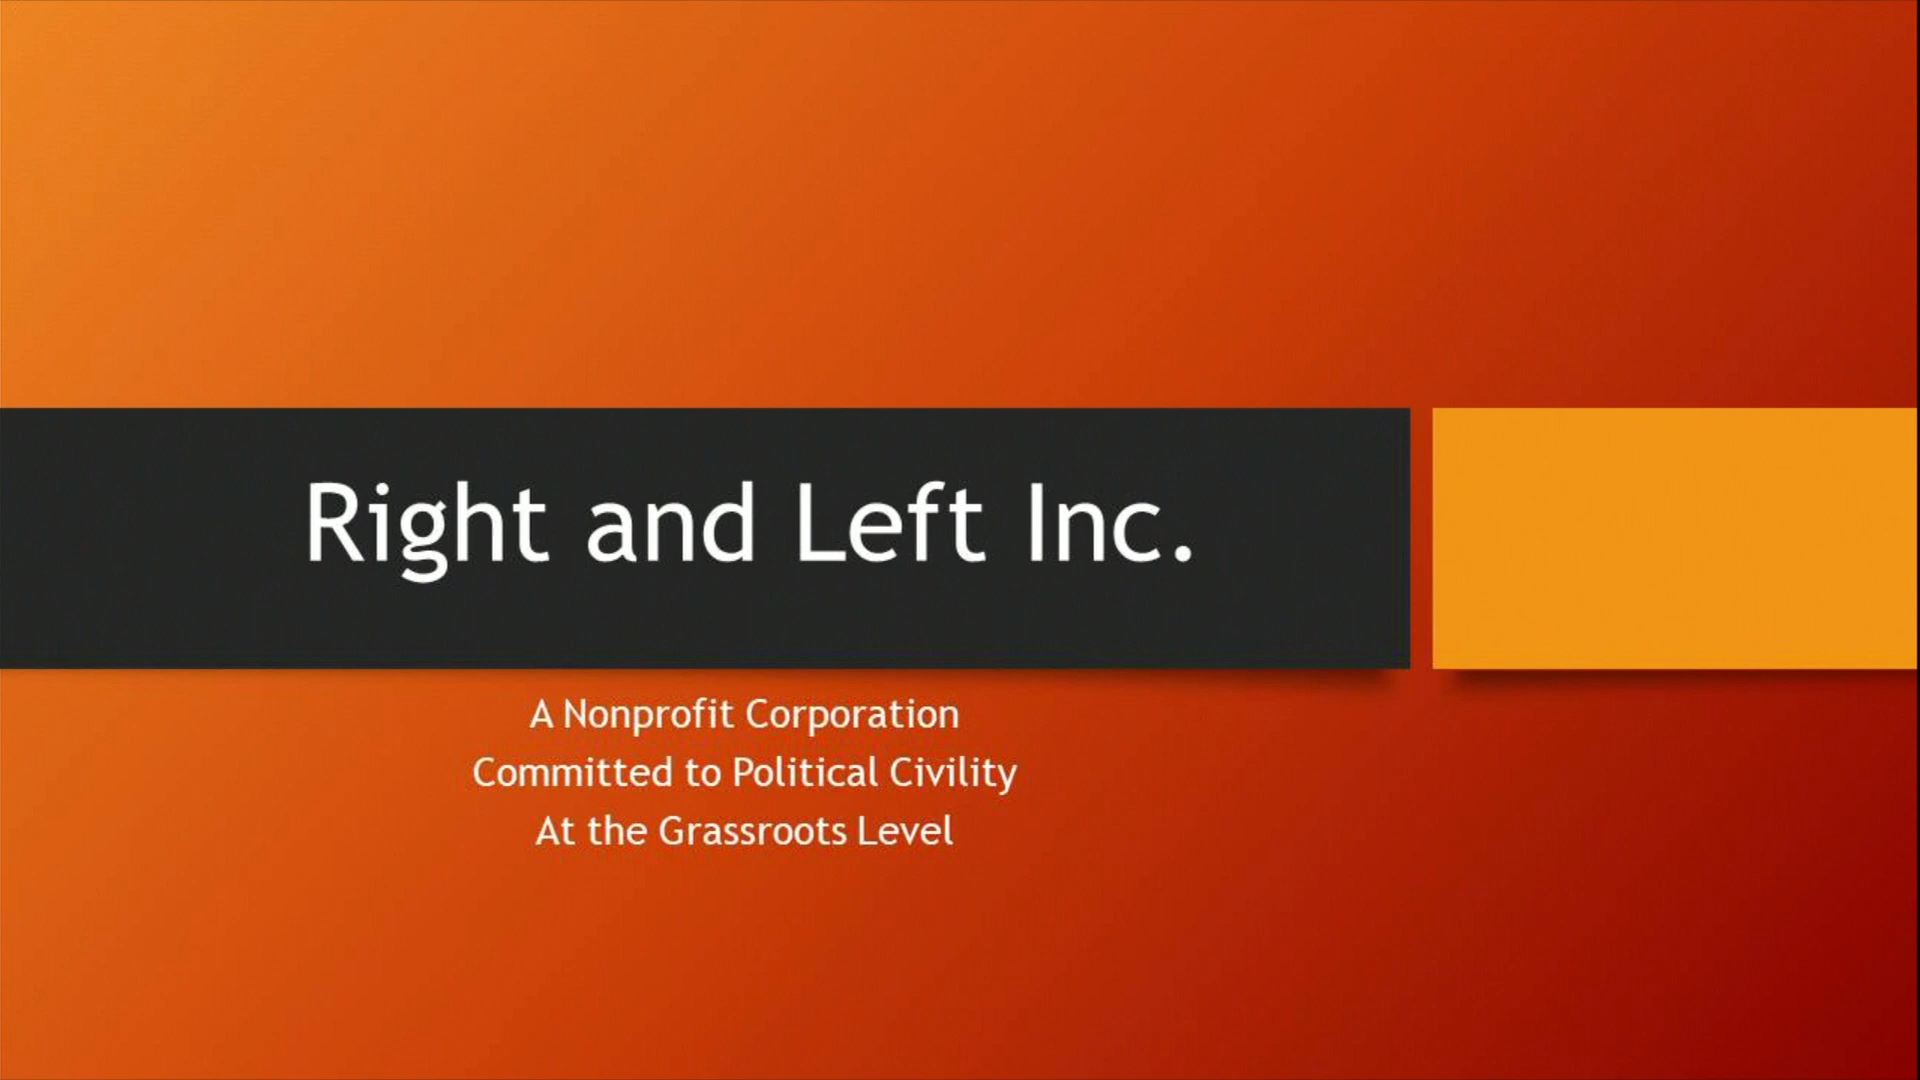 Right and Left Inc.
A Nonprofit Corporation
Committed to Political Civility
At the Grassroots Level